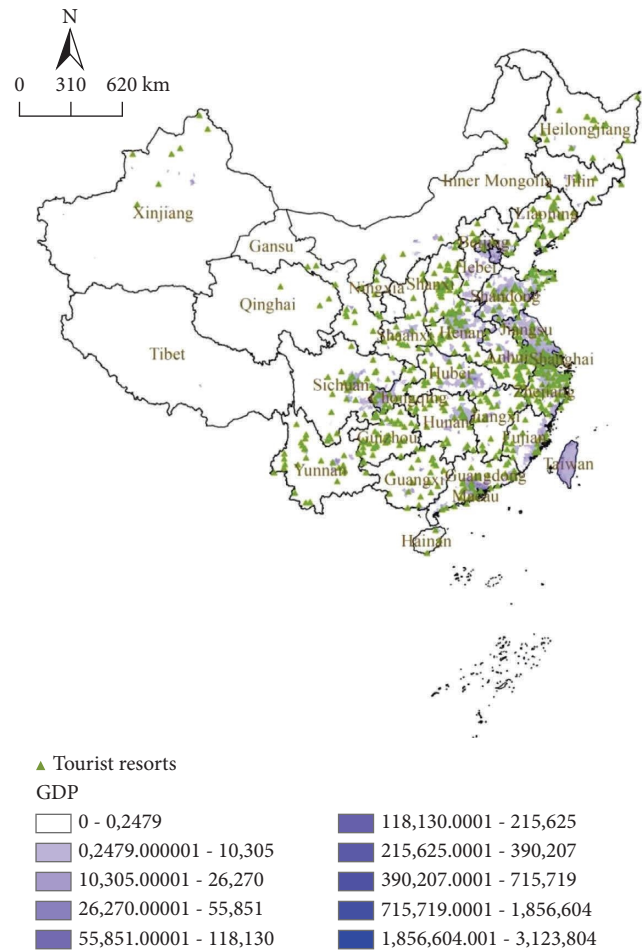 N
0 310 620 km
Heilongjiang
Inner Mongolia Jilin
Xinjiang
Liaoning
Beijing
Gansu
Hebei
Ningxia Shanxi
Qinghai
Shandong
Shaanxi Henan Jiangsu
Tibet
Anhui Shanghai
Sichuan Hubei
Chongqing Zhejiang
Hunan Jiangxi
Guizhou Fujian
Yunnan Taiwan
Guangxi Guangdong
Macau
Hainan
Tourist resorts
GDP
0 - 0,2479
0,2479.000001 - 10,305
10,305.00001 - 26,270
26,270.00001 - 55,851
55,851.00001 - 118,130
118,130.0001 - 215,625
215,625.0001 - 390,207
390,207.0001 - 715,719
715,719.0001 - 1,856,604
1,856,604.001 - 3,123,804